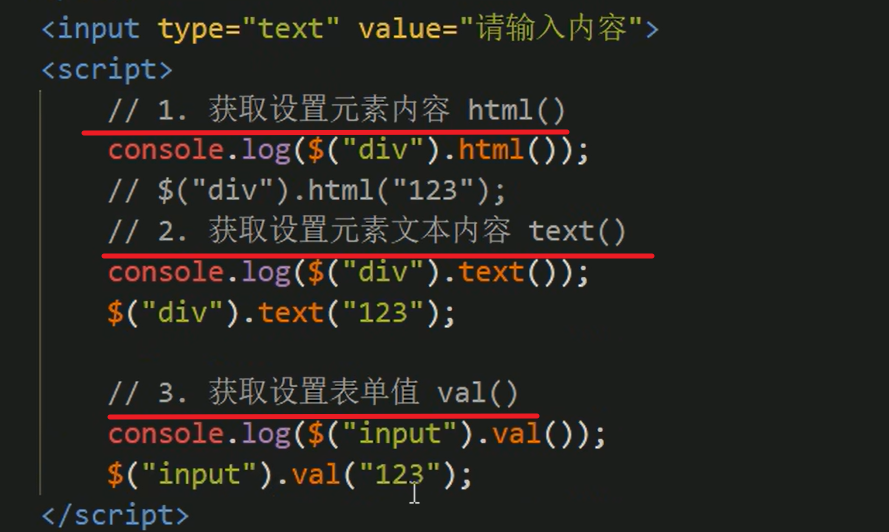 <input type="text" value="请输入内容">
<script>
// 1. 获取设置元素内容 html()
console.log($("div").html());
// $("div").html("123");
// 2. 获取设置元素文本内容 text()
console.log($("div").text());
$("div").text("123");
// 3. 获取设置表单值 val()
console.log($("input").val());
$("input").val("123");
</script>